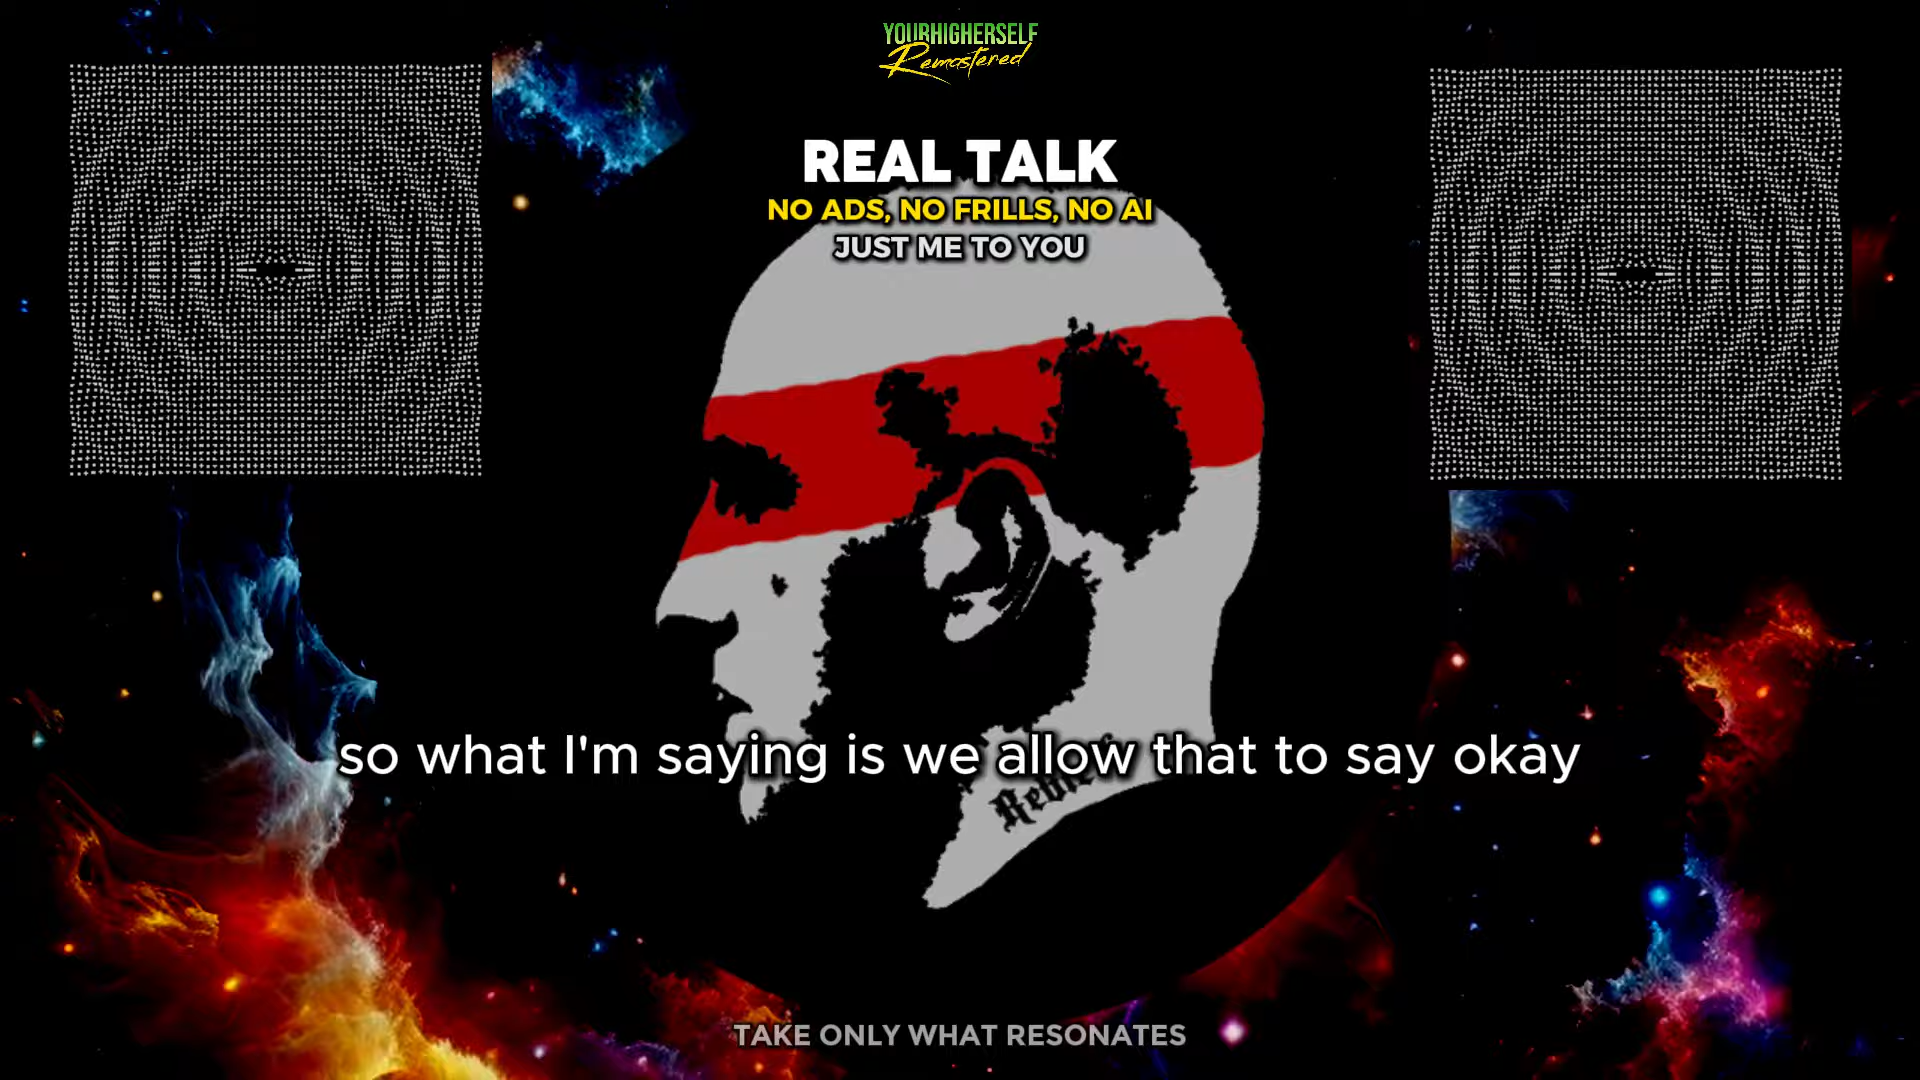 YOURHIGHERSELF
Remastered
REAL TALK
NO ADS, NO FRILLS, NO AI
JUST ME TO YOU
so what I'm saying is we allow that to say okay
TAKE ONLY WHAT RESONATES